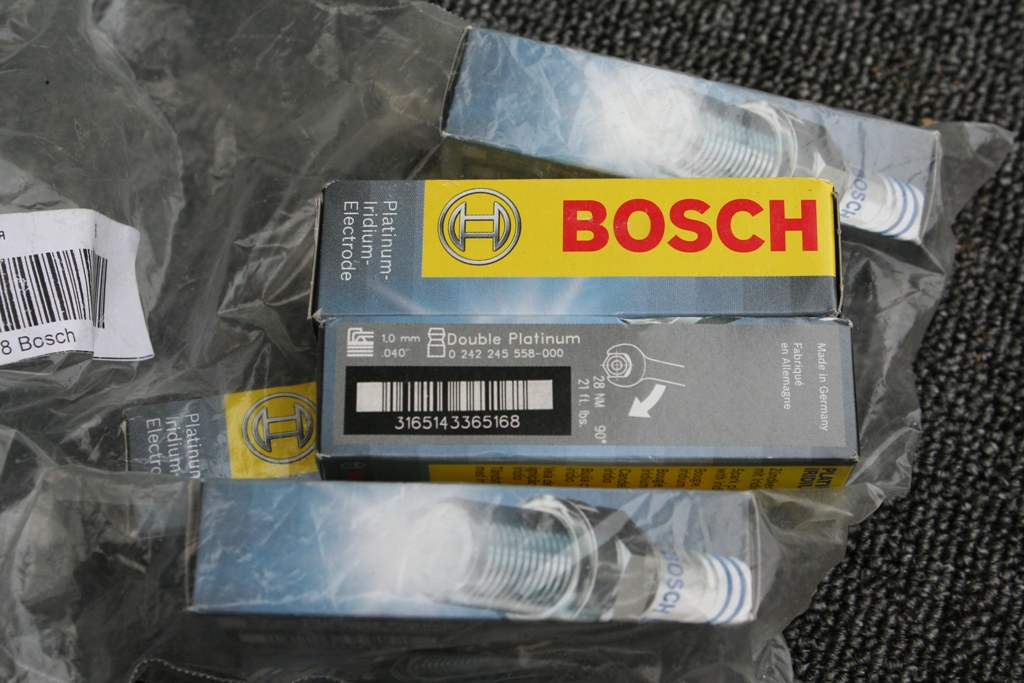 BOSCH
Platinum-
Iridium-
Electrode
BOSCH
1,0 mm
.040"
Double Platinum
0 242 245 558-000
28 NM
21 ft. lbs.
90°
Made in Germany
Fabriqué
en Allemagne
3165143365168
8 Bosch
Platinum
Iridium-
BOSCH